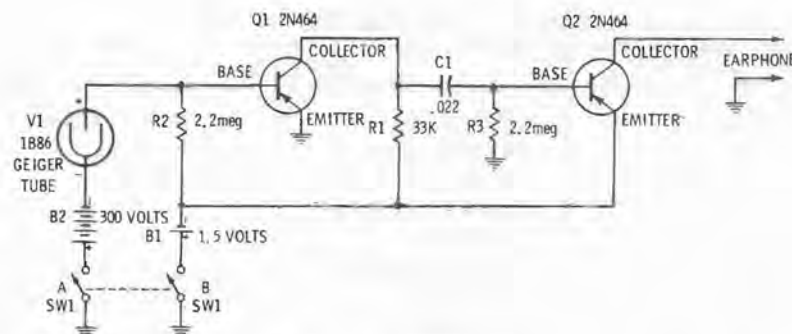 Q1 2N464
Q2 2N464
COLLECTOR
COLLECTOR
C1
EARPHONE
BASE
BASE
.022
V1
1B86
GEIGER
TUBE
R2
2.2meg
EMITTER
R1
33K
R3
2.2meg
EMITTER
B2
300 VOLTS
B1
1.5 VOLTS
A
SW1
B
SW1